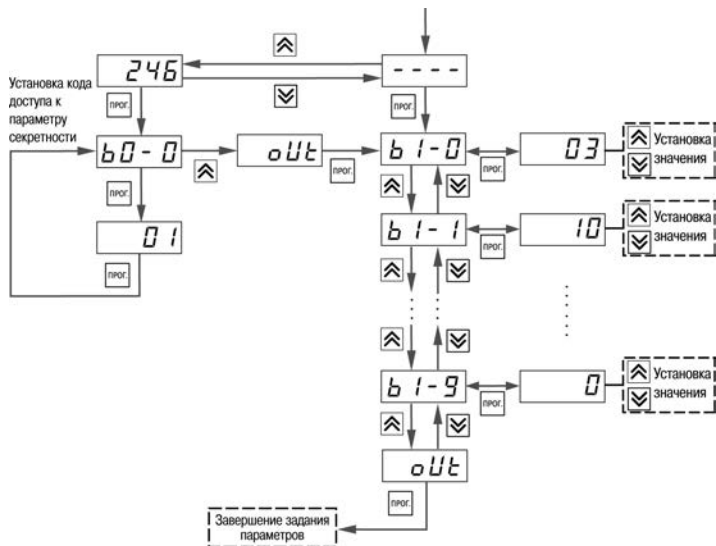 246
- - - -
Установка кода
доступа к
параметру
секретности
ПРОГ.
ПРОГ.
b0-0
oUt
ПРОГ.
b1-0
ПРОГ.
03
Установка
значения
ПРОГ.
01
ПРОГ.
b1-1
ПРОГ.
10
Установка
значения
b1-9
ПРОГ.
0
Установка
значения
oUt
ПРОГ.
Завершение задания
параметров